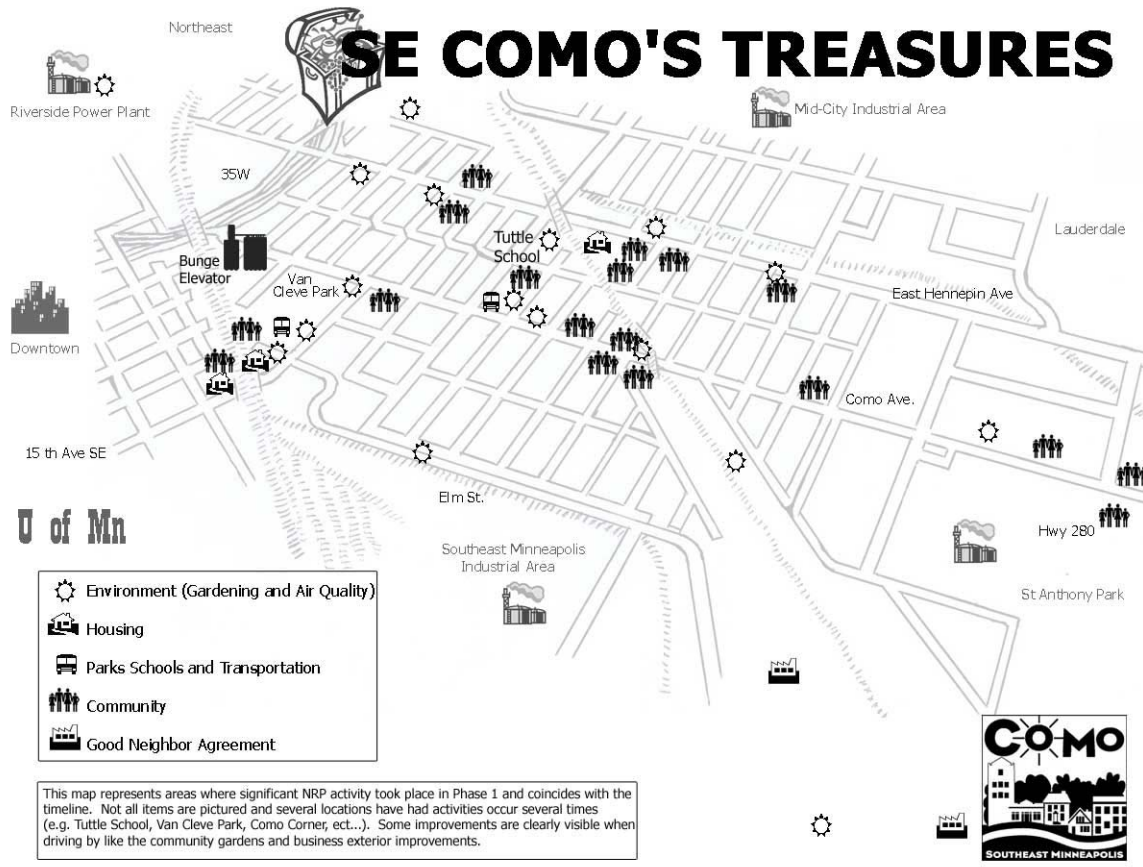 SE COMO'S TREASURES
Northeast
Riverside Power Plant
Mid-City Industrial Area
35W
Lauderdale
Tuttle
School
Bunge
Elevator
Van
Cleve Park
East Hennepin Ave
Downtown
Como Ave.
15 th Ave SE
Elm St.
U of Mn
Hwy 280
Southeast Minneapolis
Industrial Area
St Anthony Park
Environment (Gardening and Air Quality)
Housing
Parks Schools and Transportation
Community
Good Neighbor Agreement
This map represents areas where significant NRP activity took place in Phase 1 and coincides with the
timeline. Not all items are pictured and several locations have had activities occur several times
(e.g. Tuttle School, Van Cleve Park, Como Corner, ect...). Some improvements are clearly visible when
driving by like the community gardens and business exterior improvements.
COMO
SOUTHEAST MINNEAPOLIS